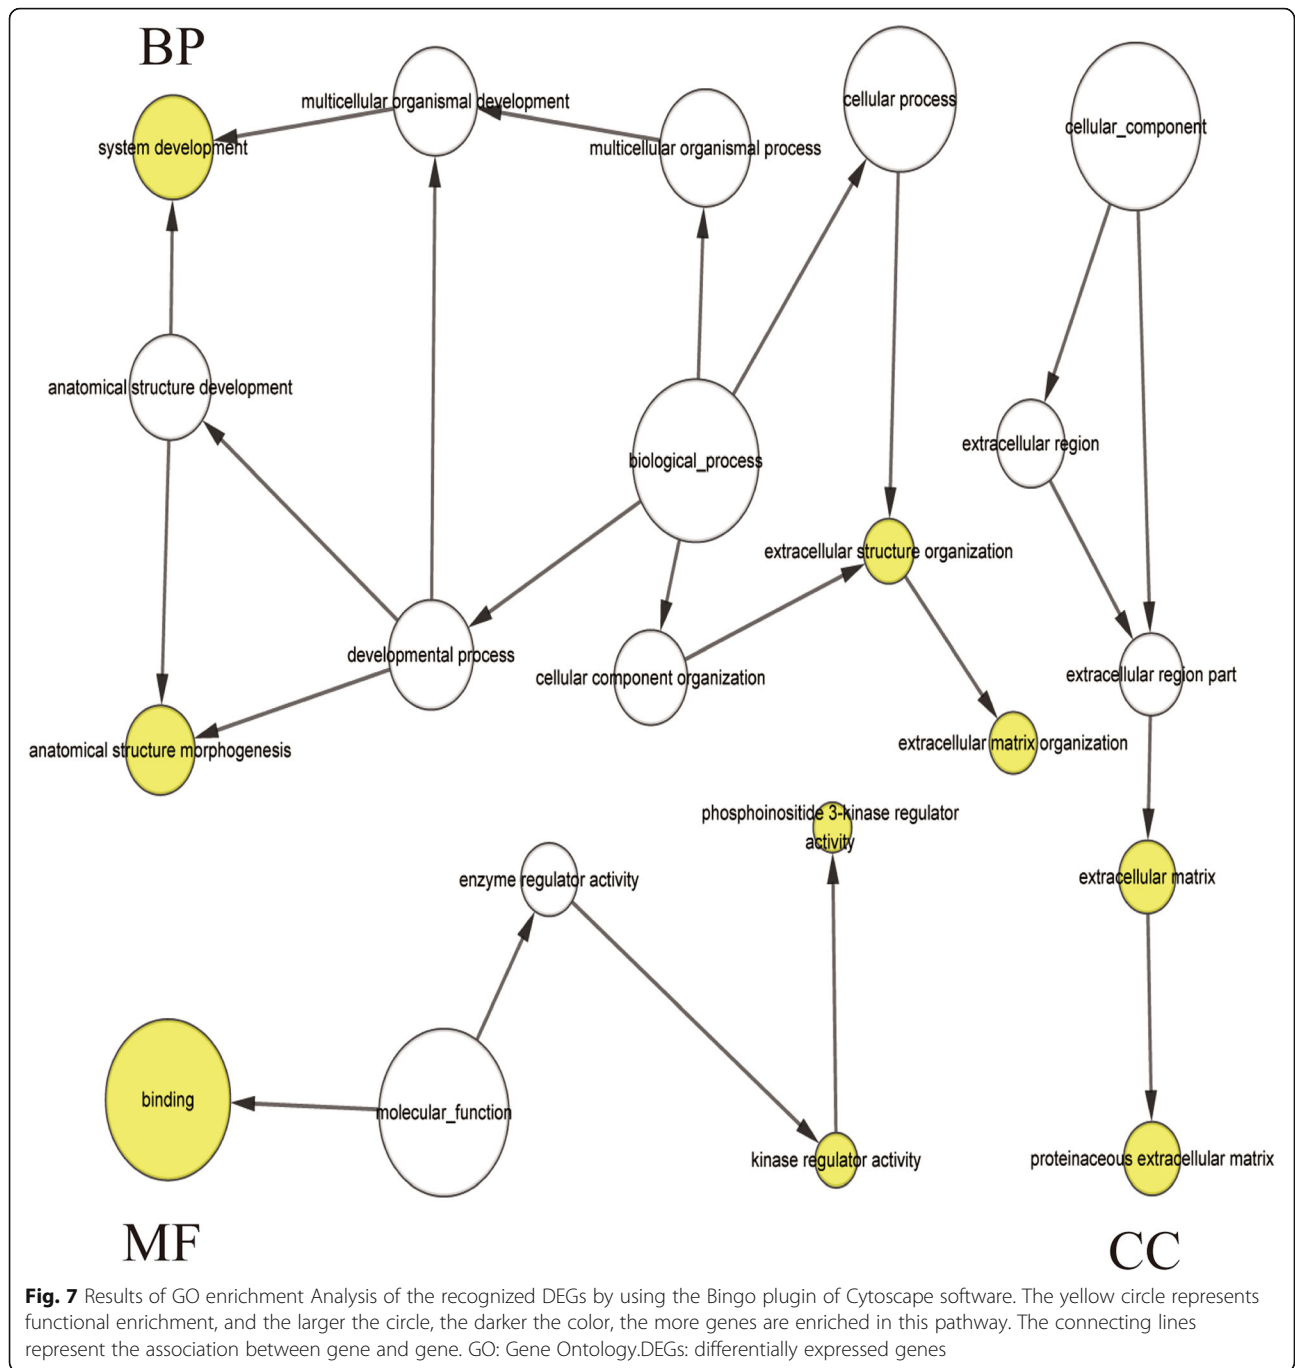 BP
multicellular organismal development
cellular process
cellular_component
system development
multicellular organismal process
anatomical structure development
extracellular region
biological_process
extracellular structure organization
developmental process
cellular component organization
extracellular region part
anatomical structure morphogenesis
extracellular matrix organization
phosphoinositide 3-kinase regulator
activity
enzyme regulator activity
extracellular matrix
binding
molecular_function
kinase regulator activity
proteinaceous extracellular matrix
MF
CC
Fig. 7 Results of GO enrichment Analysis of the recognized DEGs by using the Bingo plugin of Cytoscape software. The yellow circle represents
functional enrichment, and the larger the circle, the darker the color, the more genes are enriched in this pathway. The connecting lines
represent the association between gene and gene. GO: Gene Ontology.DEGs: differentially expressed genes